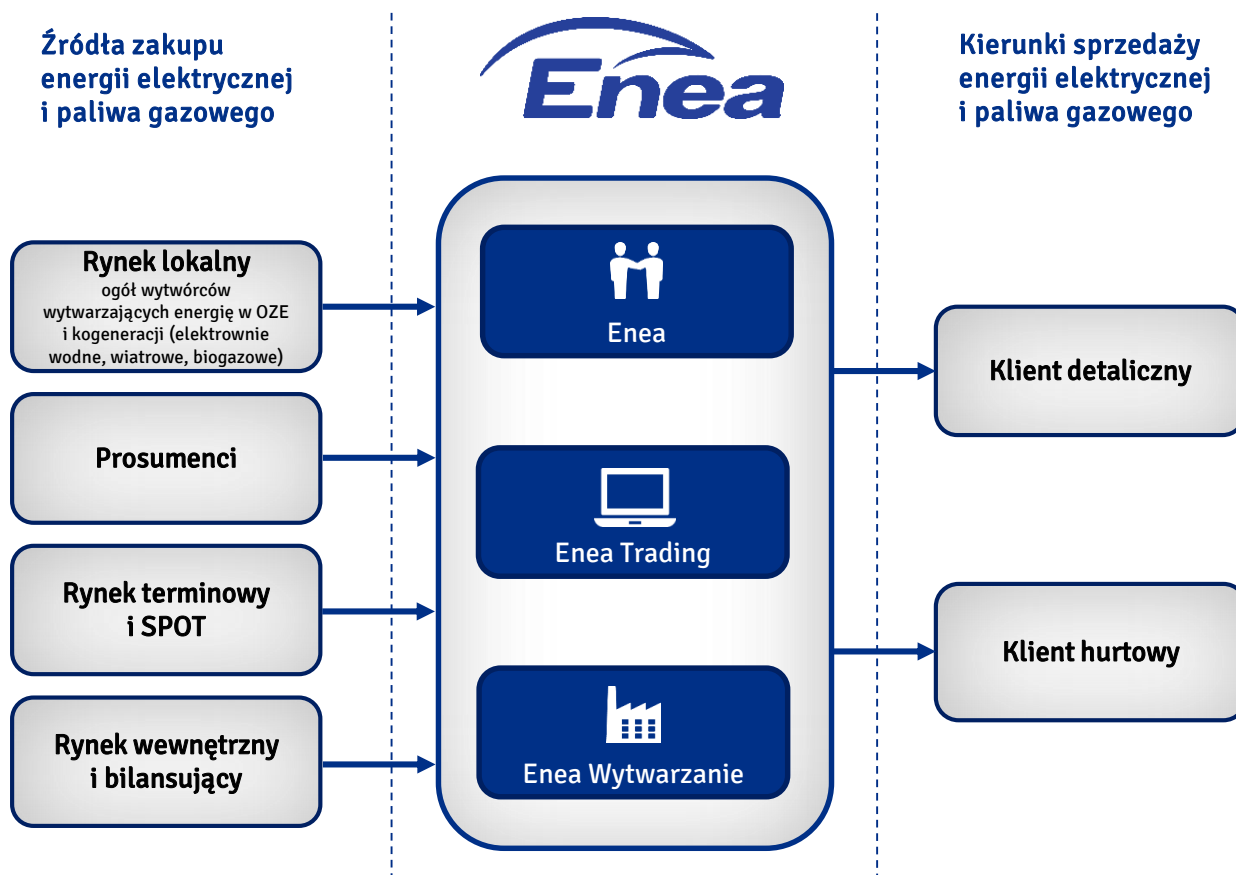 Źródła zakupu
energii elektrycznej
i paliwa gazowego
Enea
Kierunki sprzedaży
energii elektrycznej
i paliwa gazowego
Rynek lokalny
ogół wytwórców
wytwarzających energię w OZE
i kogeneracji (elektrownie
wodne, wiatrowe, biogazowe)
Prosumenci
Rynek terminowy
i SPOT
Rynek wewnętrzny
i bilansujący
Enea
Enea Trading
Enea Wytwarzanie
Klient detaliczny
Klient hurtowy